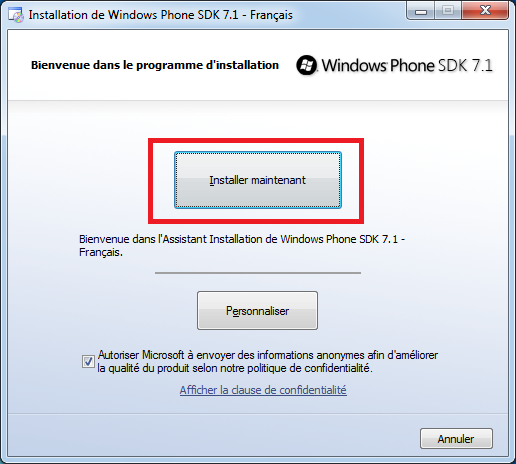 Installation de Windows Phone SDK 7.1 - Français
Bienvenue dans le programme d'installation
Windows Phone SDK 7.1
Installer maintenant
Bienvenue dans l'Assistant Installation de Windows Phone SDK 7.1 -
Français.
Personnaliser
Autoriser Microsoft à envoyer des informations anonymes afin d'améliorer
la qualité du produit selon notre politique de confidentialité.
Afficher la clause de confidentialité
Annuler